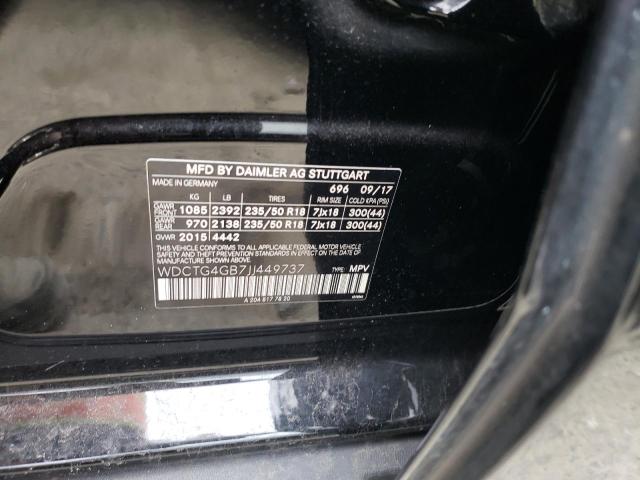 MFD BY DAIMLER AG STUTTGART
MADE IN GERMANY 696 09/17
KG LB TIRES RIM SIZE COLD KPA (PSI)
GAWR FRONT 1085 2392 235/50 R18 7Jx18 300(44)
GAWR REAR 970 2138 235/50 R18 7Jx18 300(44)
GVWR 2015 4442
THIS VEHICLE CONFORMS TO ALL APPLICABLE FEDERAL MOTOR VEHICLE
SAFETY, BUMPER, AND THEFT PREVENTION STANDARDS IN EFFECT
ON THE DATE OF MANUFACTURE SHOWN ABOVE.
WDCTG4GB7JJ449737 TYPE: MPV
A 204 817 78 20